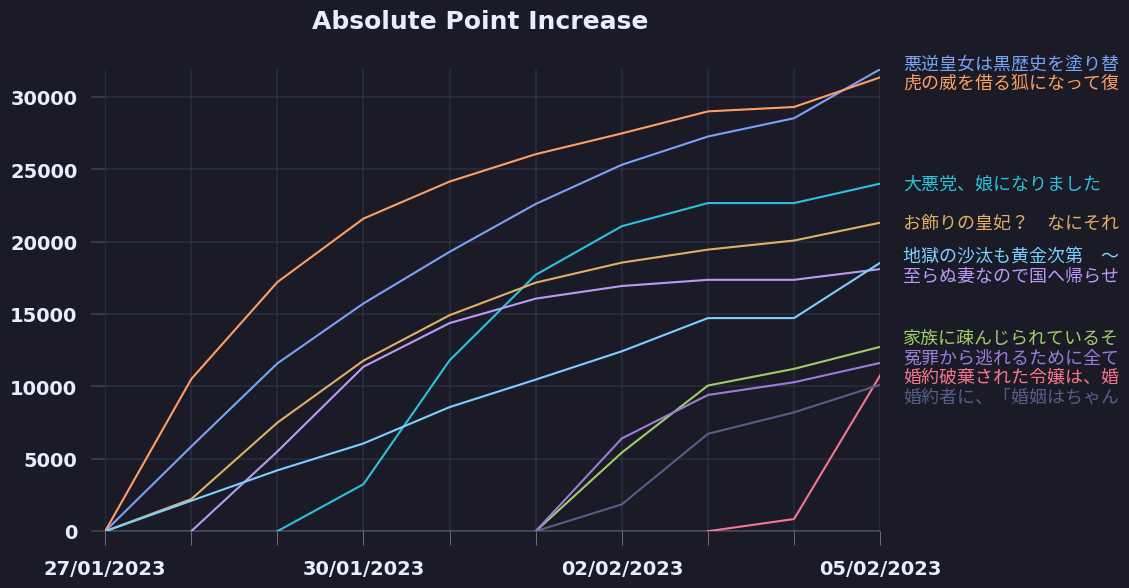 Absolute Point Increase
30000
25000
20000
15000
10000
5000
0
27/01/2023
30/01/2023
02/02/2023
05/02/2023
悪逆皇女は黒歴史を塗り替
虎の威を借る狐になって復
大悪党、娘になりました
お飾りの皇妃？　なにそれ
地獄の沙汰も黄金次第　～
至らぬ妻なので国へ帰らせ
家族に疎んじられているそ
冤罪から逃れるために全て
婚約破棄された令嬢は、婚
婚約者に、「婚姻はちゃん